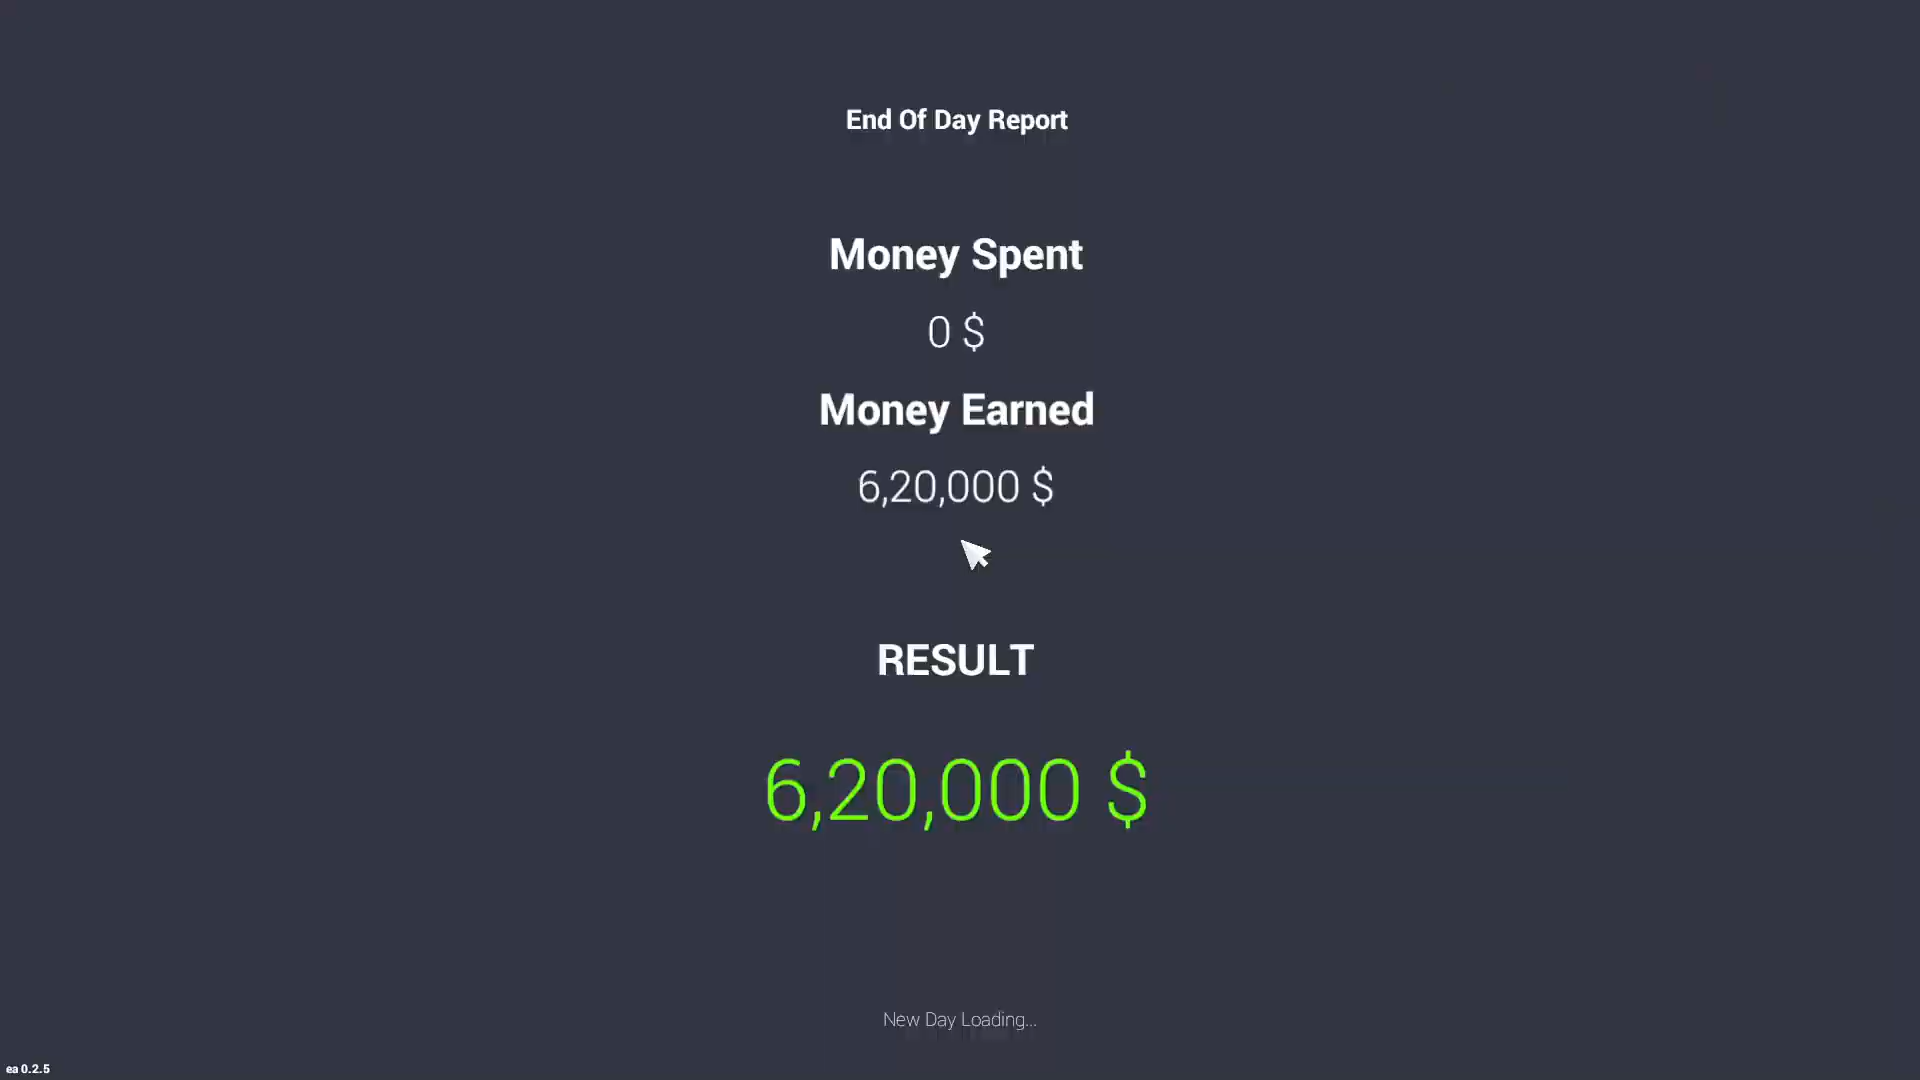 End Of Day Report
Money Spent
0 $
Money Earned
6,20,000 $
RESULT
6,20,000 $
New Day Loading...
ea 0.2.5